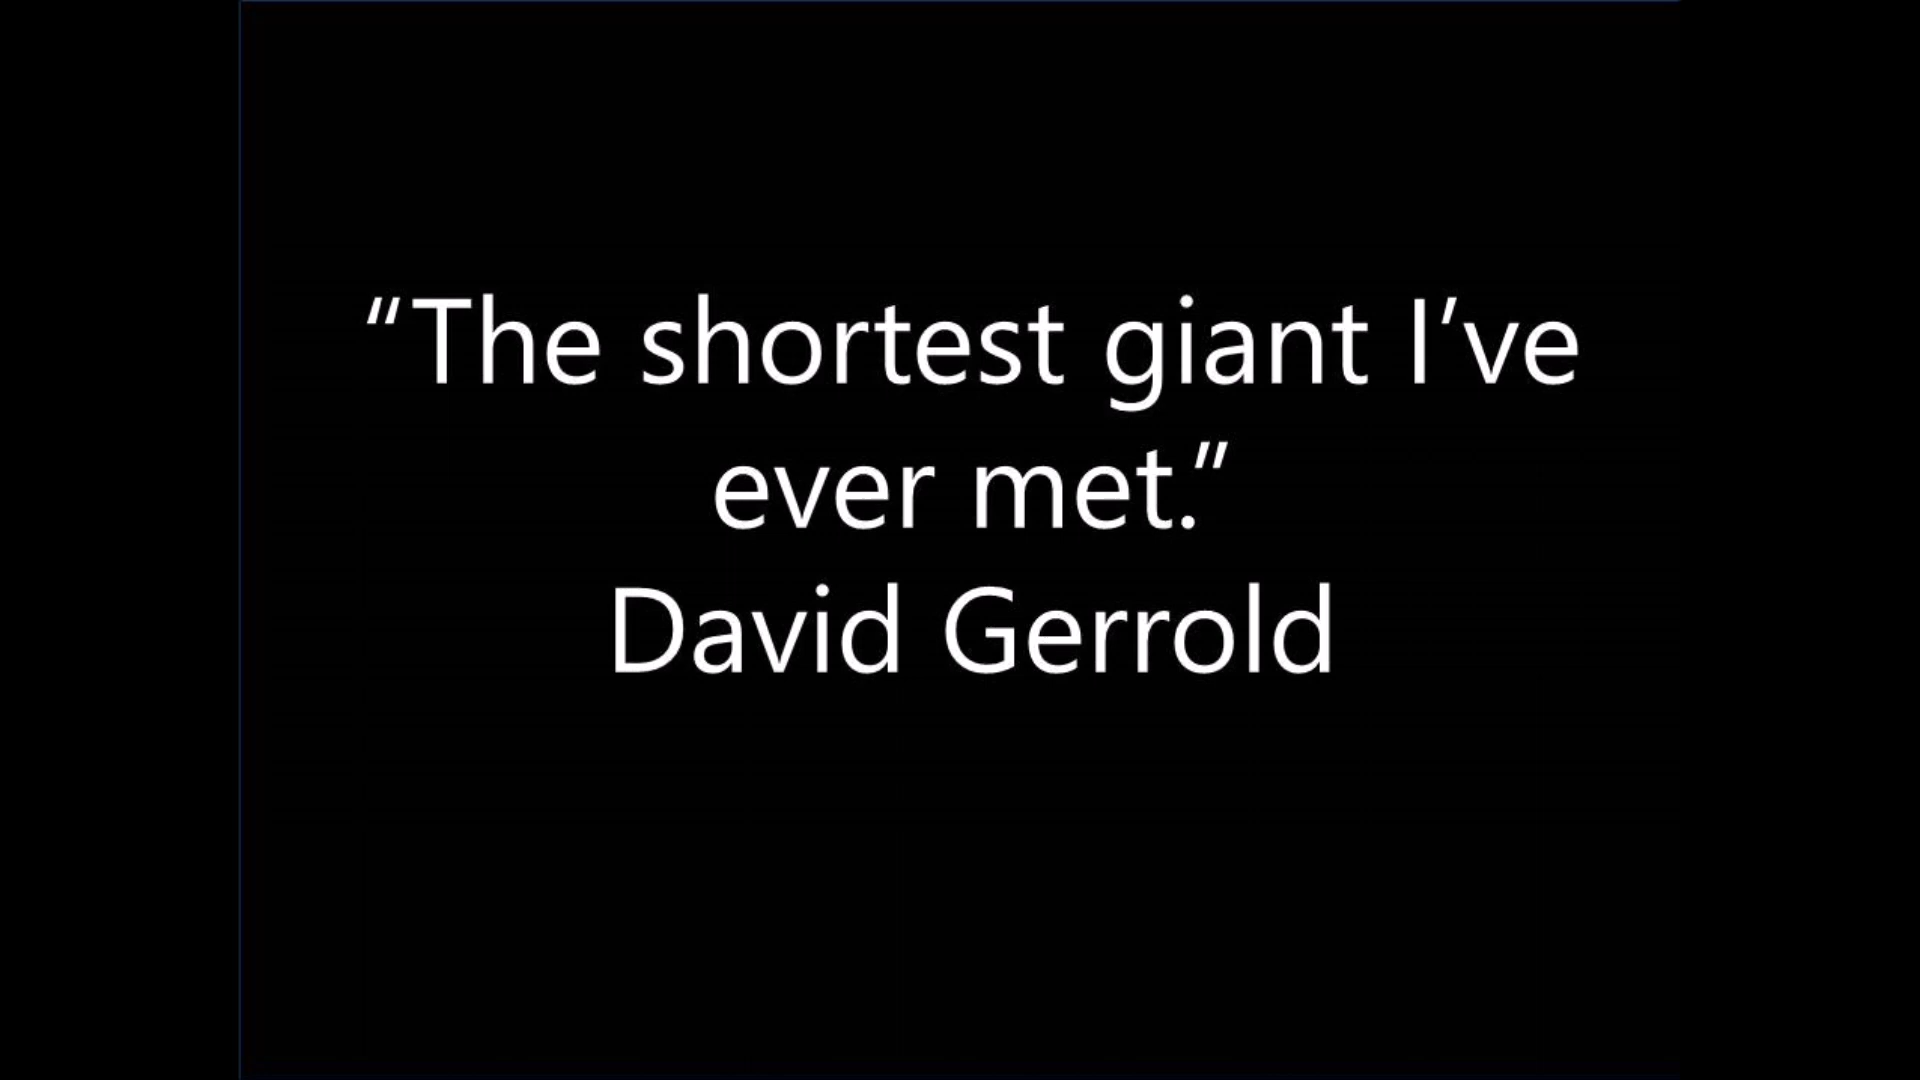 “The shortest giant I’ve
ever met.”
David Gerrold